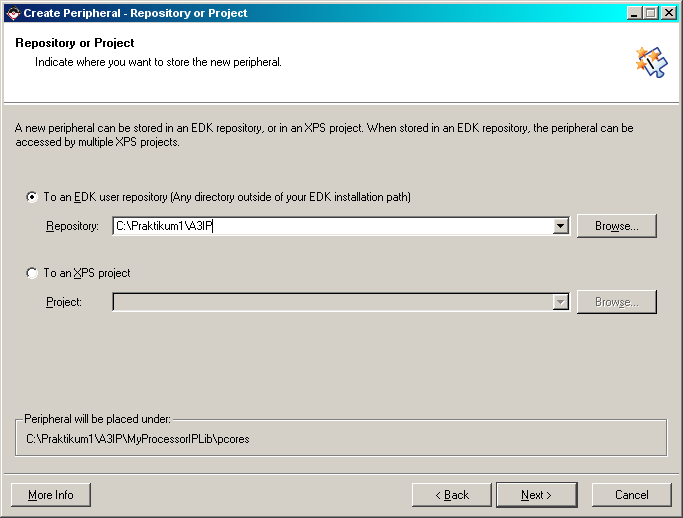 Create Peripheral - Repository or Project
Repository or Project
Indicate where you want to store the new peripheral.
A new peripheral can be stored in an EDK repository, or in an XPS project. When stored in an EDK repository, the peripheral can be
accessed by multiple XPS projects.
To an EDK user repository (Any directory outside of your EDK installation path)
Repository: C:\Praktikum1\A3IP Browse...
To an XPS project
Project: Browse...
Peripheral will be placed under:
C:\Praktikum1\A3IP\MyProcessorIPLib\pcores
More Info < Back Next > Cancel